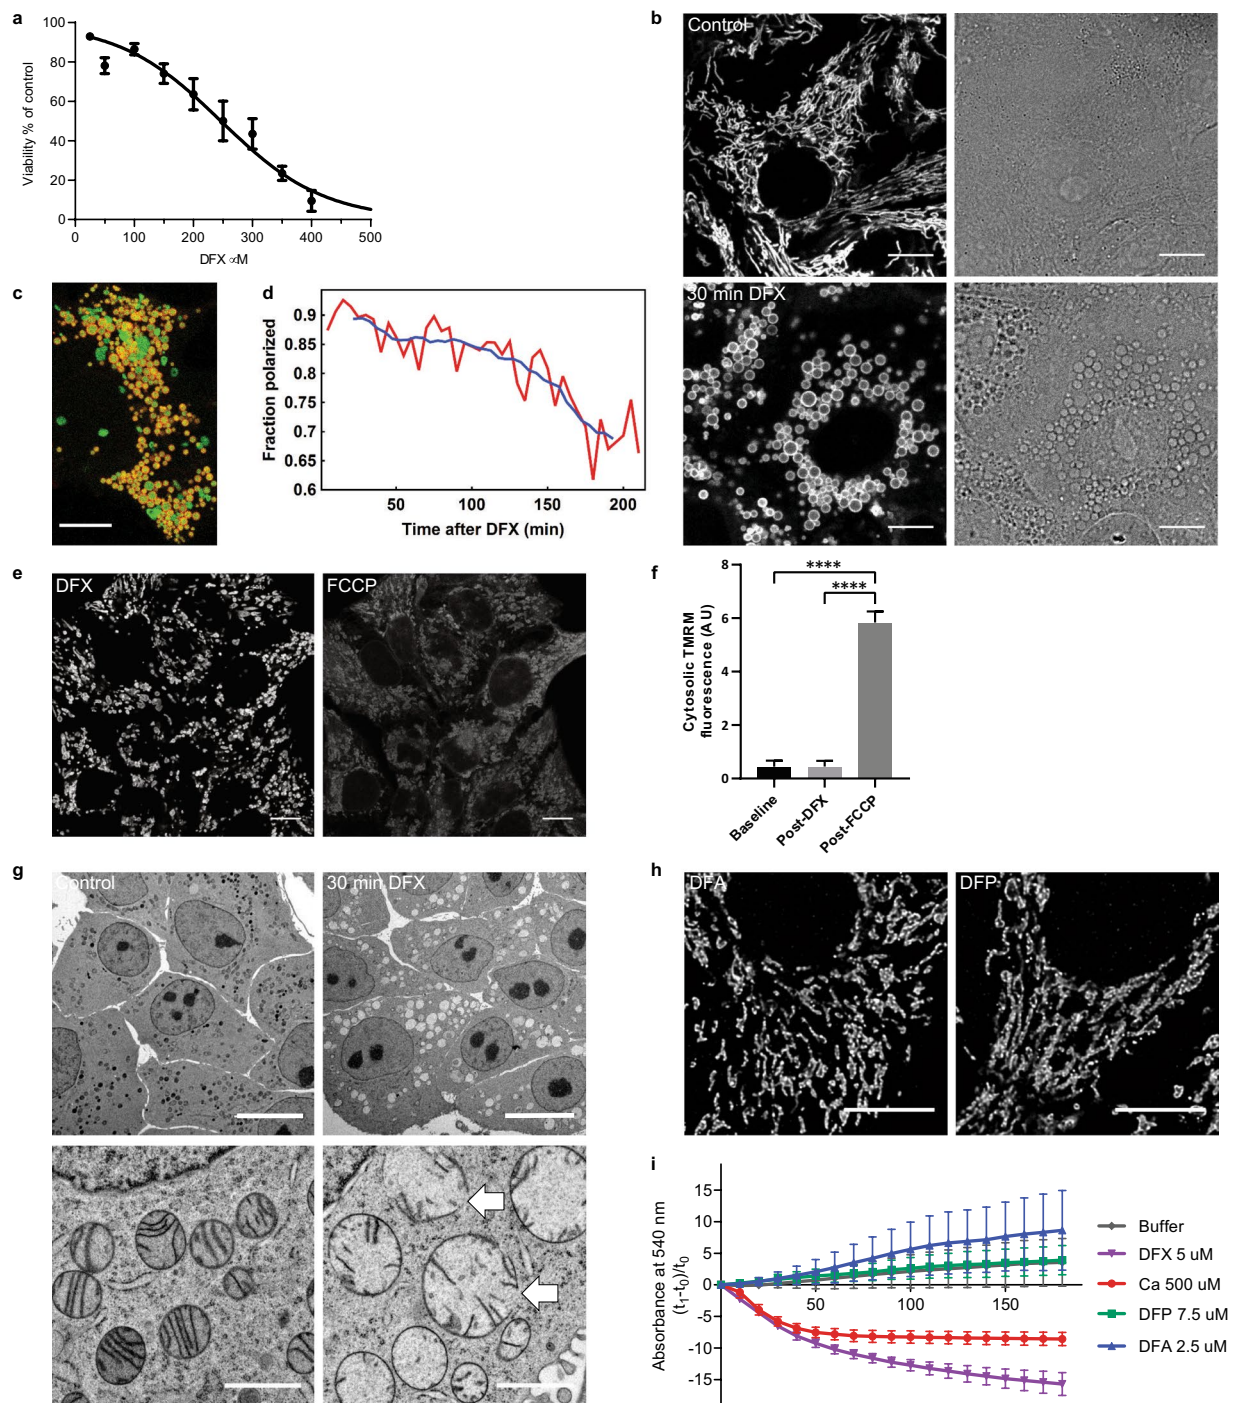 a
100
80
60
40
20
0
Viability % of control
0 100 200 300 400 500
DFX ∝M
b
Control
30 min DFX
c
d
0.9
0.85
0.8
0.75
0.7
0.65
0.6
Fraction polarized
50 100 150 200
Time after DFX (min)
e
DFX
FCCP
f
8
6
4
2
0
Cytosolic TMRM
fluorescence (AU)
****
****
Baseline
Post-DFX
Post-FCCP
g
Control
30 min DFX
h
DFA
DFP
i
15
10
5
0
-5
-10
-15
Absorbance at 540 nm
(t₁-t₀)/t₀
50 100 150
Buffer
DFX 5 uM
Ca 500 uM
DFP 7.5 uM
DFA 2.5 uM